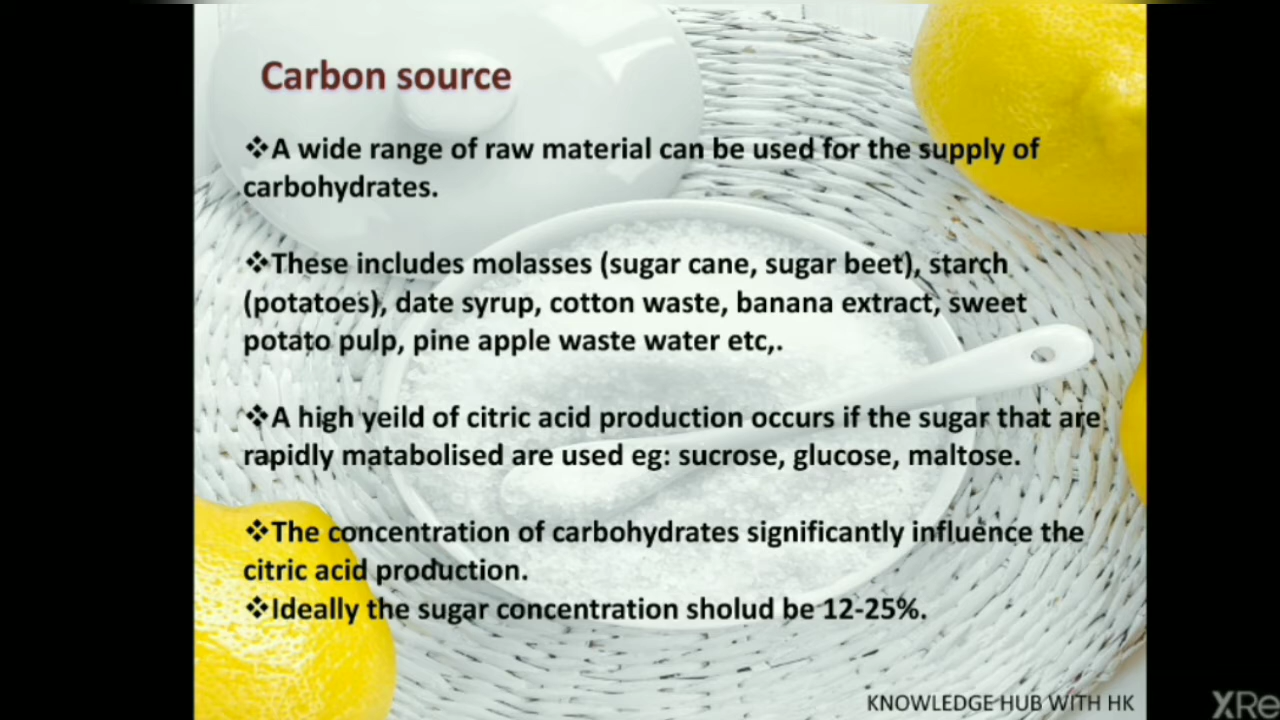 Carbon source
❖A wide range of raw material can be used for the supply of
carbohydrates.
❖These includes molasses (sugar cane, sugar beet), starch
(potatoes), date syrup, cotton waste, banana extract, sweet
potato pulp, pine apple waste water etc,.
❖A high yeild of citric acid production occurs if the sugar that are
rapidly matabolised are used eg: sucrose, glucose, maltose.
❖The concentration of carbohydrates significantly influence the
citric acid production.
❖Ideally the sugar concentration sholud be 12-25%.
KNOWLEDGE HUB WITH HK
XRe